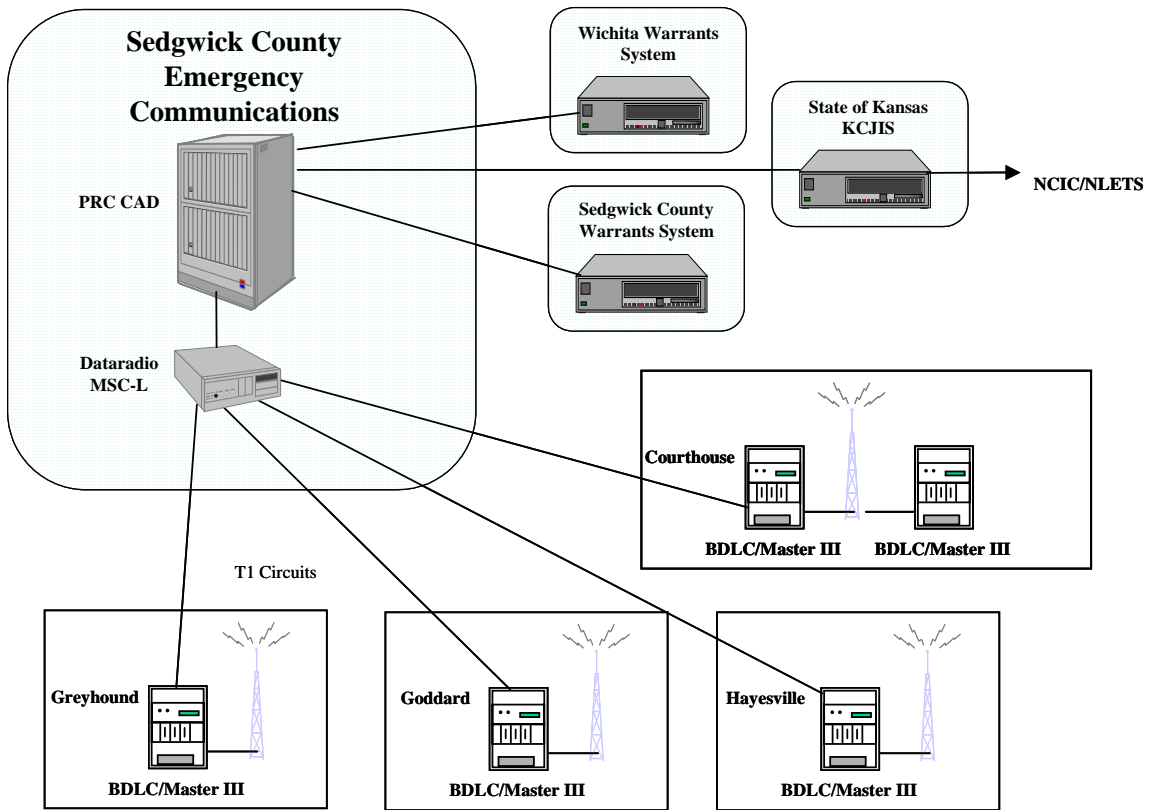 Sedgwick County
Emergency
Communications
PRC CAD
Dataradio
MSC-L
Wichita Warrants
System
State of Kansas
KCJIS
NCIC/NLETS
Sedgwick County
Warrants System
Courthouse
BDLC/Master III
BDLC/Master III
T1 Circuits
Greyhound
BDLC/Master III
Goddard
BDLC/Master III
Hayesville
BDLC/Master III